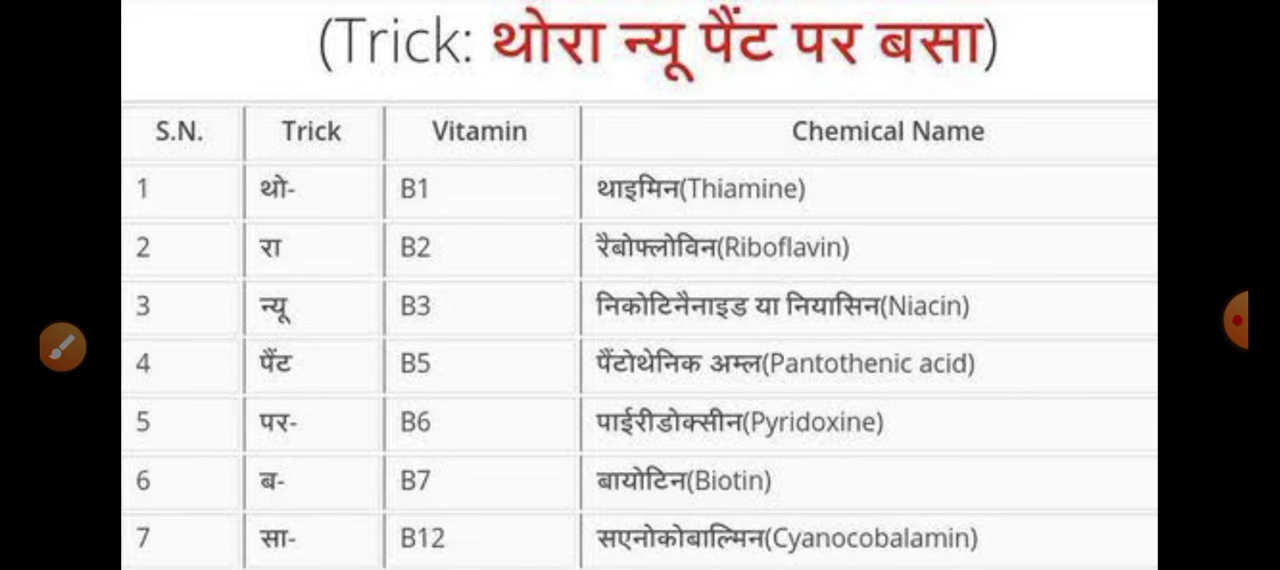 (Trick: थोरा न्यू पैंट पर बसा)
S.N. Trick Vitamin Chemical Name
1 थो- B1 थाइमिन(Thiamine)
2 रा B2 रैबोफ्लोविन(Riboflavin)
3 न्यू B3 निकोटिनैनाइड या नियासिन(Niacin)
4 पैंट B5 पैंटोथेनिक अम्ल(Pantothenic acid)
5 पर- B6 पाईरीडोक्सीन(Pyridoxine)
6 ब- B7 बायोटिन(Biotin)
7 सा- B12 सएनोकोबाल्मिन(Cyanocobalamin)